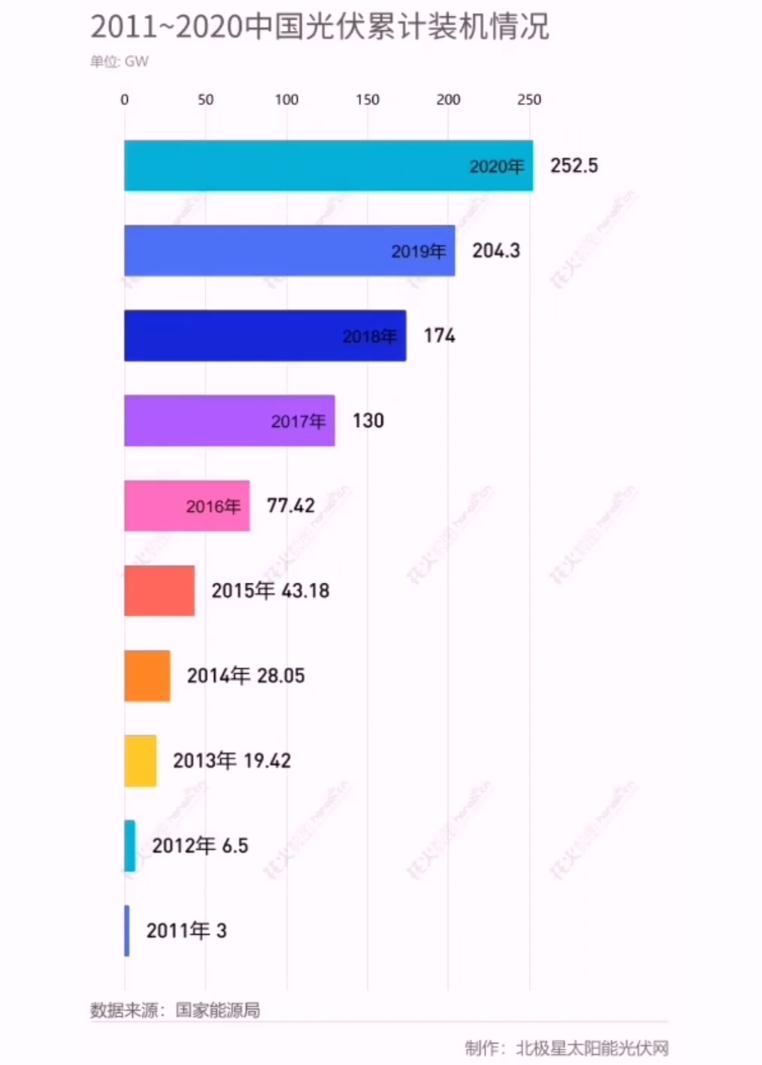 2011~2020中国光伏累计装机情况
单位: GW
0 50 100 150 200 250
2020年 252.5
2019年 204.3
2018年 174
2017年 130
2016年 77.42
2015年 43.18
2014年 28.05
2013年 19.42
2012年 6.5
2011年 3
数据来源：国家能源局
制作：北极星太阳能光伏网